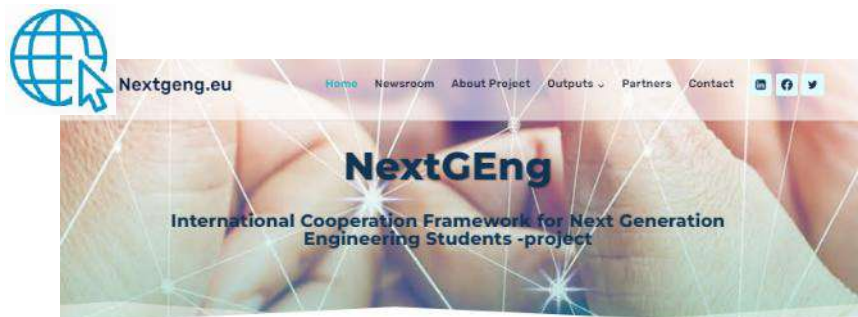 Nextgeng.eu
Home Newsroom About Project Outputs Partners Contact
NextGEng
International Cooperation Framework for Next Generation
Engineering Students -project